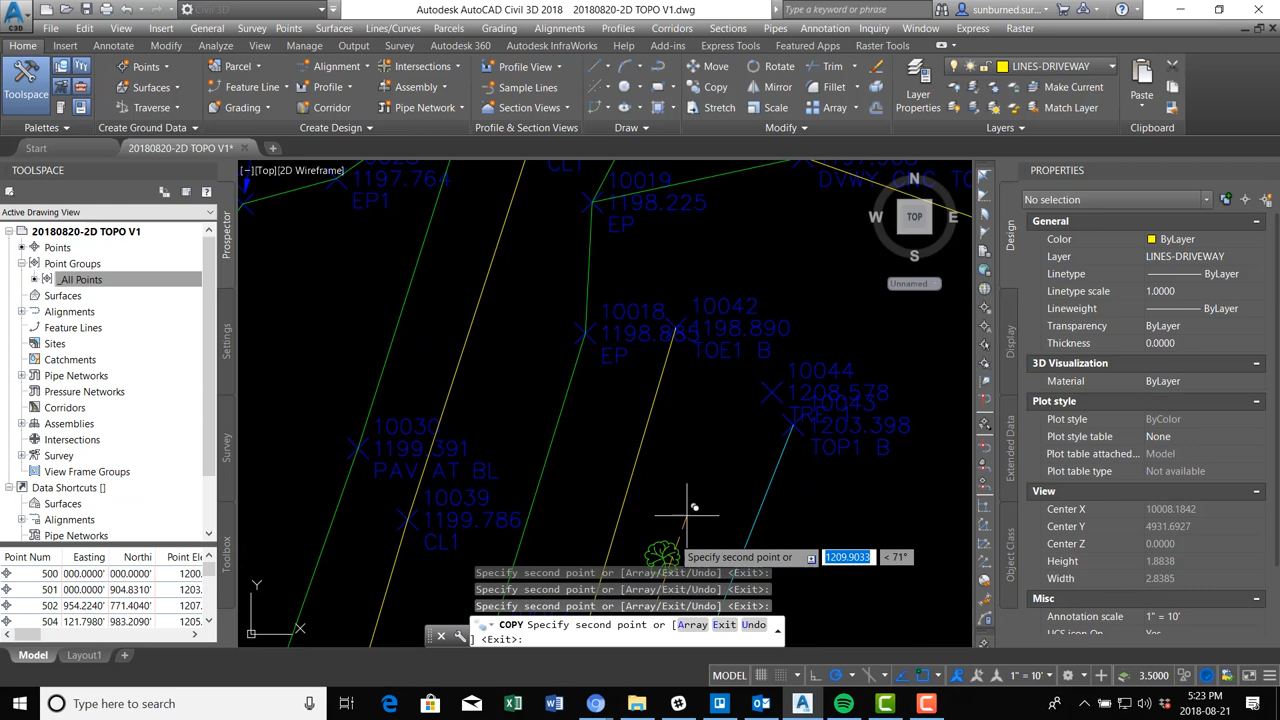 Civil 3D
Autodesk AutoCAD Civil 3D 2018    20180820-2D TOPO V1.dwg
Type a keyword or phrase
sunburned.sur...
C3D
File Edit View Insert General Survey Points Surfaces Lines/Curves Parcels Grading Alignments Profiles Corridors Sections Pipes Annotation Inquiry Window Express Raster
Home Insert Annotate Modify Analyze View Manage Output Survey Autodesk 360 Autodesk InfraWorks Help Add-ins Express Tools Featured Apps Raster Tools
Toolspace
Points
Surfaces
Traverse
Parcel
Feature Line
Grading
Alignment
Profile
Corridor
Intersections
Assembly
Pipe Network
Profile View
Sample Lines
Section Views
Move
Copy
Stretch
Rotate
Mirror
Scale
Trim
Fillet
Array
Layer
Properties
LINES-DRIVEWAY
Make Current
Match Layer
Paste
Palettes
Create Ground Data
Create Design
Profile & Section Views
Draw
Modify
Layers
Clipboard
Start
20180820-2D TOPO V1*
TOOLSPACE
Active Drawing View
20180820-2D TOPO V1
Points
Point Groups
_All Points
Surfaces
Alignments
Feature Lines
Sites
Catchments
Pipe Networks
Pressure Networks
Corridors
Assemblies
Intersections
Survey
View Frame Groups
Data Shortcuts []
Surfaces
Alignments
Pipe Networks
Prospector
Settings
Survey
Toolbox
Point Num Easting Northi Point El
500 000.0000' 000.0000' 1200.
501 000.0000' 904.8310' 1203.
502 954.2240' 771.4040' 1202.
504 121.7980' 983.2090' 1205.
[−][Top][2D Wireframe]
1197.764
EP1
CL1
10019
1198.225
EP
DVWY
N
W
TOP
E
S
Unnamed
10018
1198.885
EP
10042
1198.890
TOE1 B
10044
1208.578
10043
1203.398
TOP1 B
10030
1199.391
PAV AT BL
10039
1199.786
CL1
Y
X
Specify second point or
1209.9033
< 71°
Specify second point or [Array/Exit/Undo] <Exit>:
Specify second point or [Array/Exit/Undo] <Exit>:
Specify second point or [Array/Exit/Undo] <Exit>:
COPY Specify second point or [Array Exit Undo
] <Exit>:
PROPERTIES
No selection
General
Color ByLayer
Layer LINES-DRIVEWAY
Linetype ByLayer
Linetype scale 1.0000
Lineweight ByLayer
Transparency ByLayer
Thickness 0.0000
3D Visualization
Material ByLayer
Plot style
Plot style ByColor
Plot style table None
Plot table attached... Model
Plot table type Not available
View
Center X 10008.1842
Center Y 4931.6927
Center Z 0.0000
Height 1.8838
Width 2.8385
Misc
Annotation scale 1" = 10'
UCS icon On Yes
Design
Display
Extended Data
Object Class
Model
Layout1
MODEL
1" = 10'
3.5000
Type here to search
5:23 PM
2018-08-21